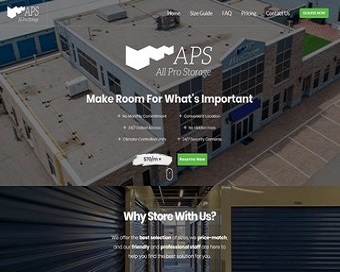 APS
All Pro Storage
Home Size Guide FAQ Pricing Contact Us RESERVE NOW
APS
All Pro Storage
Make Room For What's Important
No Monthly Commitment Convenient Location
24/7 Access No Hidden Fees
Climate-Controlled Units 24/7 Security Cameras
$70/m+ Reserve Now
Why Store With Us?
We offer the best selection of sizes, price-match,
and our friendly and professional staff are here to
help you find the best solution for you.